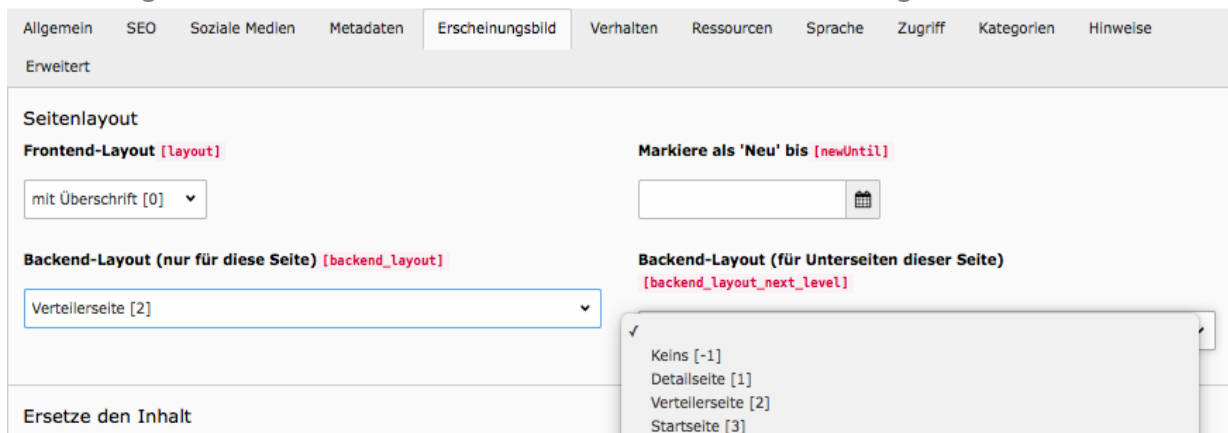 Allgemein SEO Soziale Medien Metadaten Erscheinungsbild Verhalten Ressourcen Sprache Zugriff Kategorien Hinweise
Erweitert
Seitenlayout
Frontend-Layout [layout]
mit Überschrift [0]
Markiere als 'Neu' bis [newUntil]
Backend-Layout (nur für diese Seite) [backend_layout]
Verteilerseite [2]
Backend-Layout (für Unterseiten dieser Seite)
[backend_layout_next_level]
✓
Keins [-1]
Detailseite [1]
Verteilerseite [2]
Startseite [3]
Ersetze den Inhalt